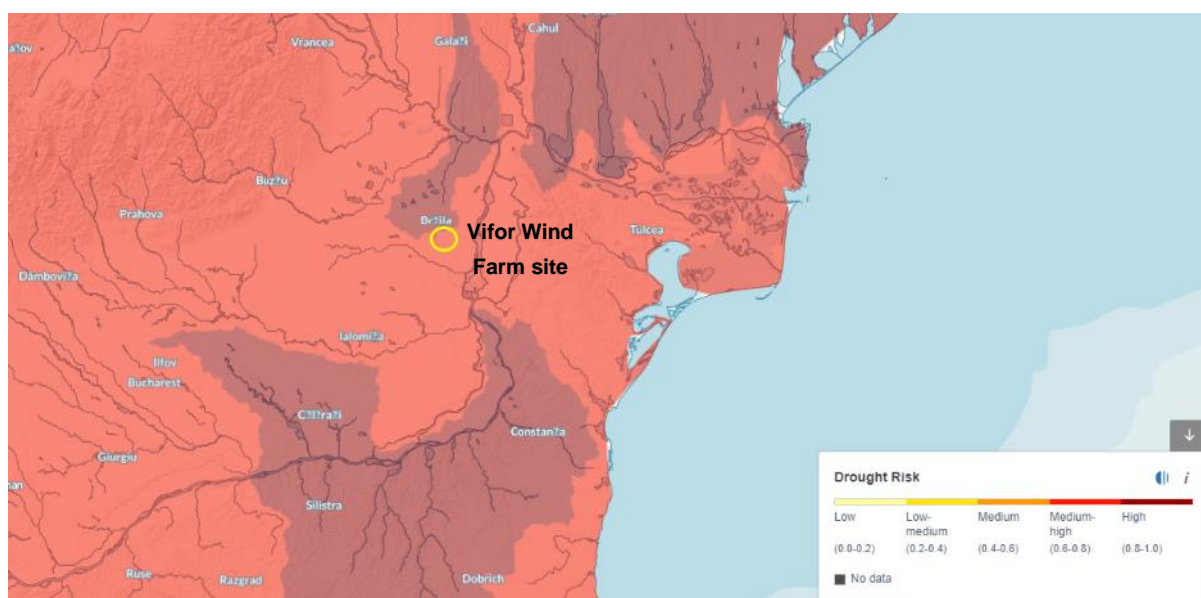 Cahul
Vrancea
Gala?i
a?ov
Buz?u
Prahova
Br?ila
Vifor Wind
Farm site
Tulcea
Dâmbovi?a
Ialomi?a
Ilfov
Bucharest
C?l?ra?i
Constan?a
Giurgiu
an
Silistra
Ruse
Razgrad
Dobrich
Drought Risk
i
Low
Low-
medium
Medium
Medium-
high
High
(0.0-0.2)
(0.2-0.4)
(0.4-0.6)
(0.6-0.8)
(0.8-1.0)
No data